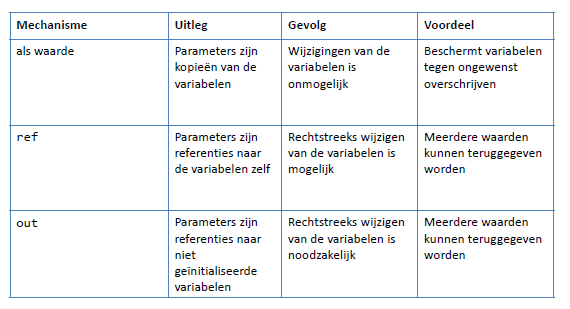 Mechanisme Uitleg Gevolg Voordeel
als waarde Parameters zijn Wijzigingen van de Beschermt variabelen
kopieën van de variabelen is tegen ongewenst
variabelen onmogelijk overschrijven
ref Parameters zijn Rechtstreeks wijzigen Meerdere waarden
referenties naar van de variabelen is kunnen teruggegeven
de variabelen zelf mogelijk worden
out Parameters zijn Rechtstreeks wijzigen Meerdere waarden
referenties naar van de variabelen is kunnen teruggegeven
niet noodzakelijk worden
geïnitialiseerde
variabelen